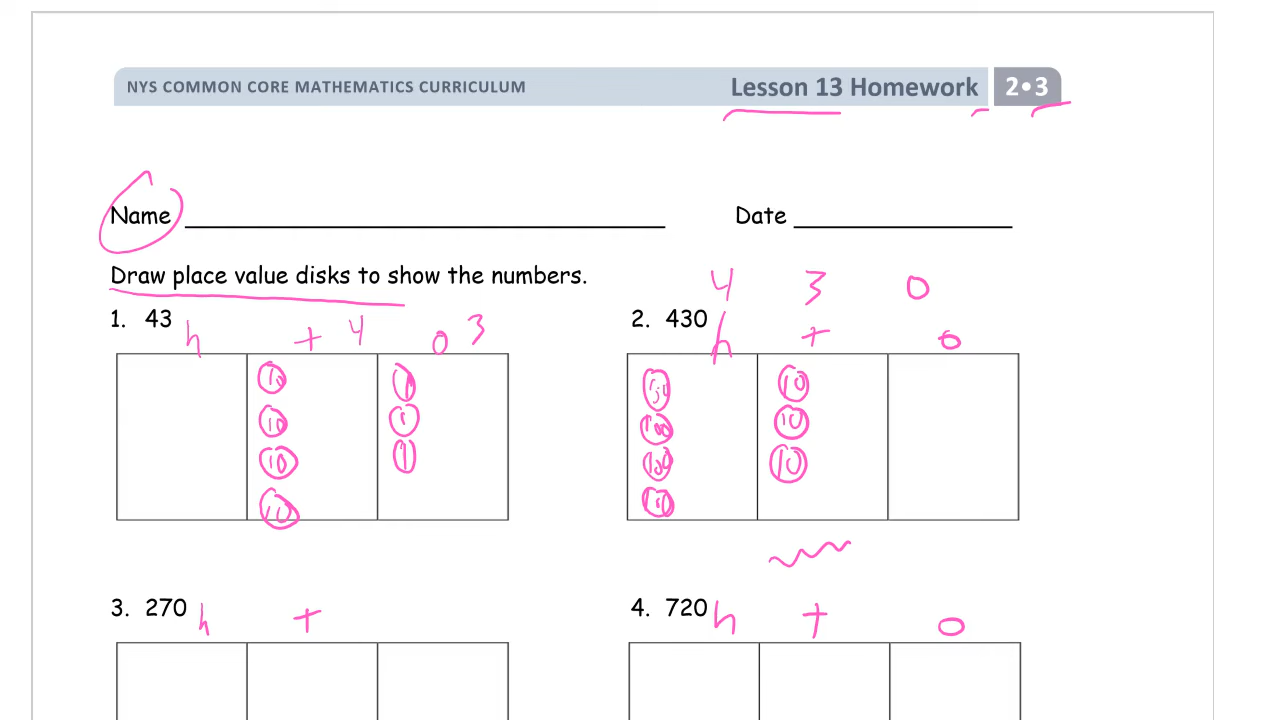 NYS COMMON CORE MATHEMATICS CURRICULUM Lesson 13 Homework 2•3
Name Date
Draw place value disks to show the numbers.
4 3 0
1. 43 2. 430
h t 4 o 3 h t o
10 1 100 10
10 1 100 10
10 1 100 10
10 100
3. 270 4. 720
h t h t o